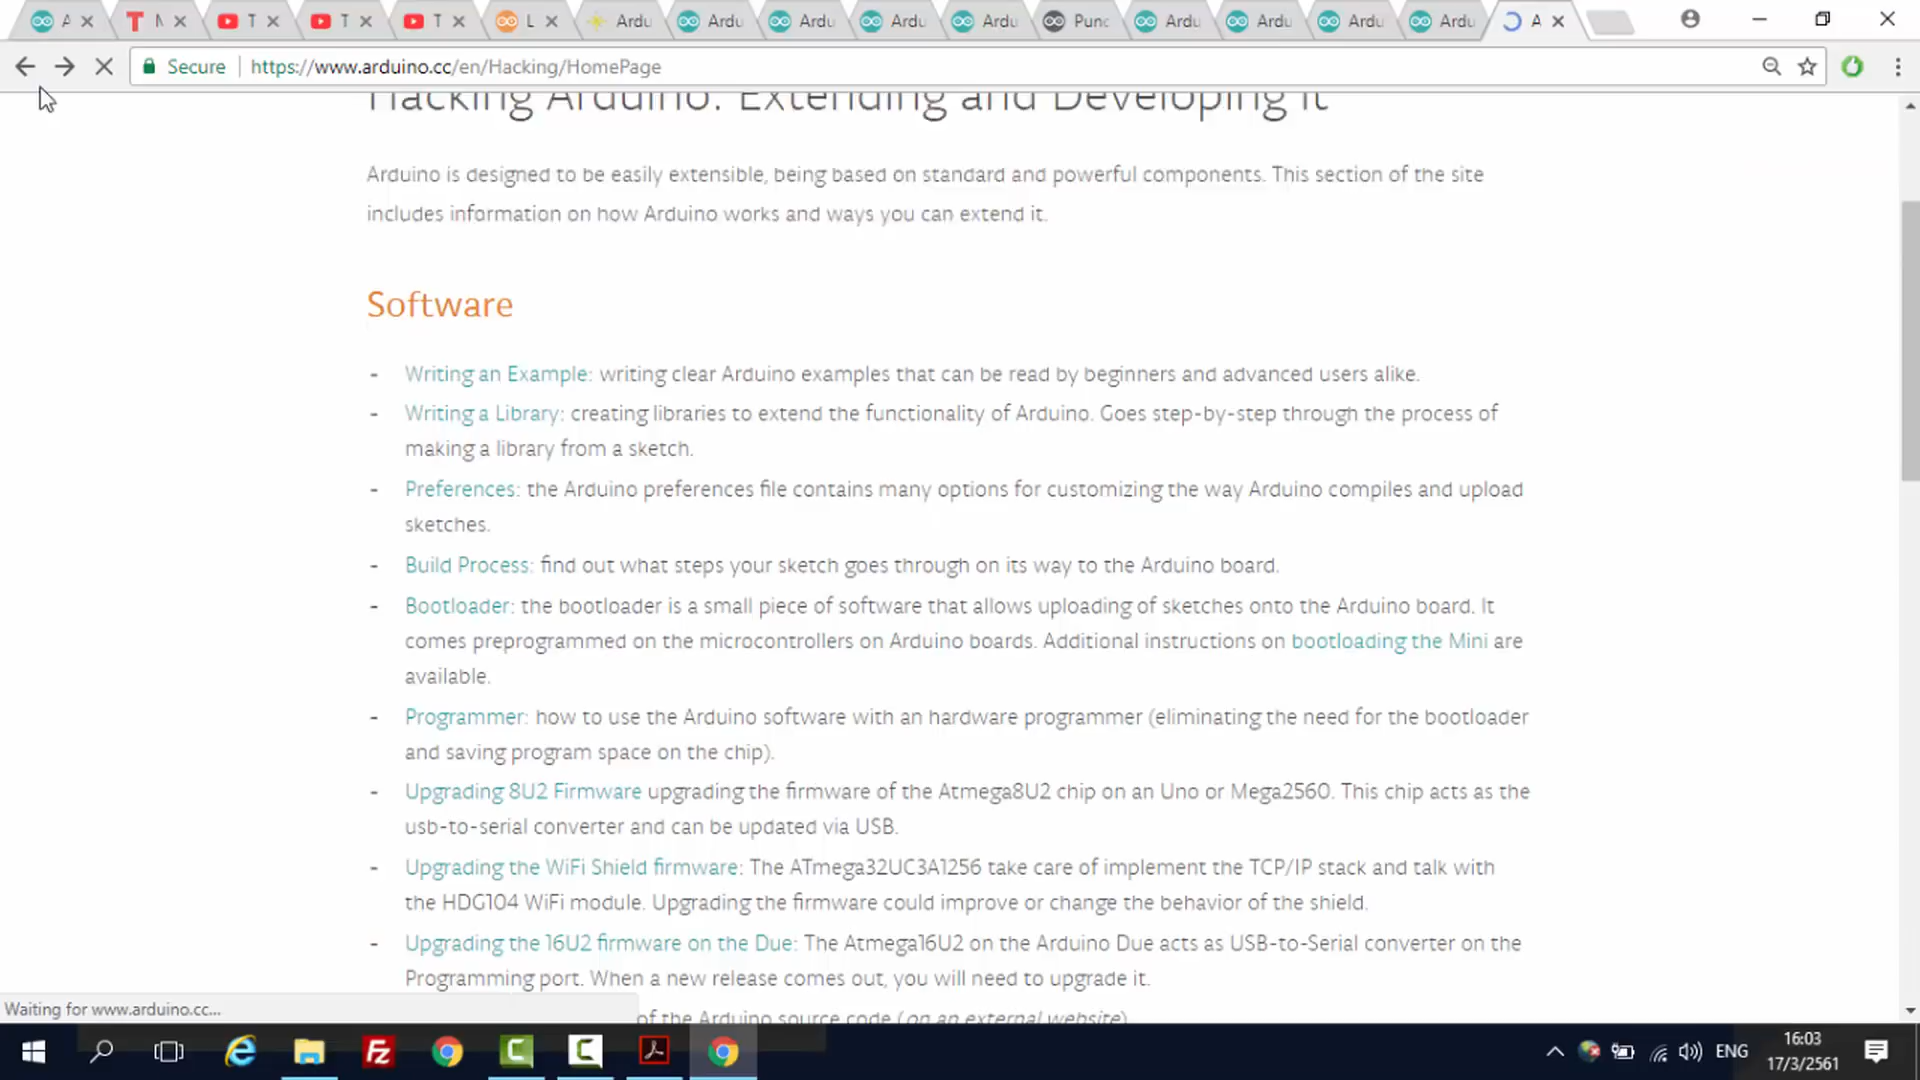 A
T
T
T
L
Ardu
Ardu
Ardu
Ardu
Ardu
Punc
Ardu
Ardu
Ardu
Ardu
A
Secure
https://www.arduino.cc/en/Hacking/HomePage
Hacking Arduino: Extending and Developing It
Arduino is designed to be easily extensible, being based on standard and powerful components. This section of the site
includes information on how Arduino works and ways you can extend it.
Software
- Writing an Example: writing clear Arduino examples that can be read by beginners and advanced users alike.
- Writing a Library: creating libraries to extend the functionality of Arduino. Goes step-by-step through the process of
making a library from a sketch.
- Preferences: the Arduino preferences file contains many options for customizing the way Arduino compiles and upload
sketches.
- Build Process: find out what steps your sketch goes through on its way to the Arduino board.
- Bootloader: the bootloader is a small piece of software that allows uploading of sketches onto the Arduino board. It
comes preprogrammed on the microcontrollers on Arduino boards. Additional instructions on bootloading the Mini are
available.
- Programmer: how to use the Arduino software with an hardware programmer (eliminating the need for the bootloader
and saving program space on the chip).
- Upgrading 8U2 Firmware upgrading the firmware of the Atmega8U2 chip on an Uno or Mega2560. This chip acts as the
usb-to-serial converter and can be updated via USB.
- Upgrading the WiFi Shield firmware: The ATmega32UC3A1256 take care of implement the TCP/IP stack and talk with
the HDG104 WiFi module. Upgrading the firmware could improve or change the behavior of the shield.
- Upgrading the 16U2 firmware on the Due: The Atmega16U2 on the Arduino Due acts as USB-to-Serial converter on the
Programming port. When a new release comes out, you will need to upgrade it.
of the Arduino source code (on an external website)
Waiting for www.arduino.cc...
ENG
16:03
17/3/2561